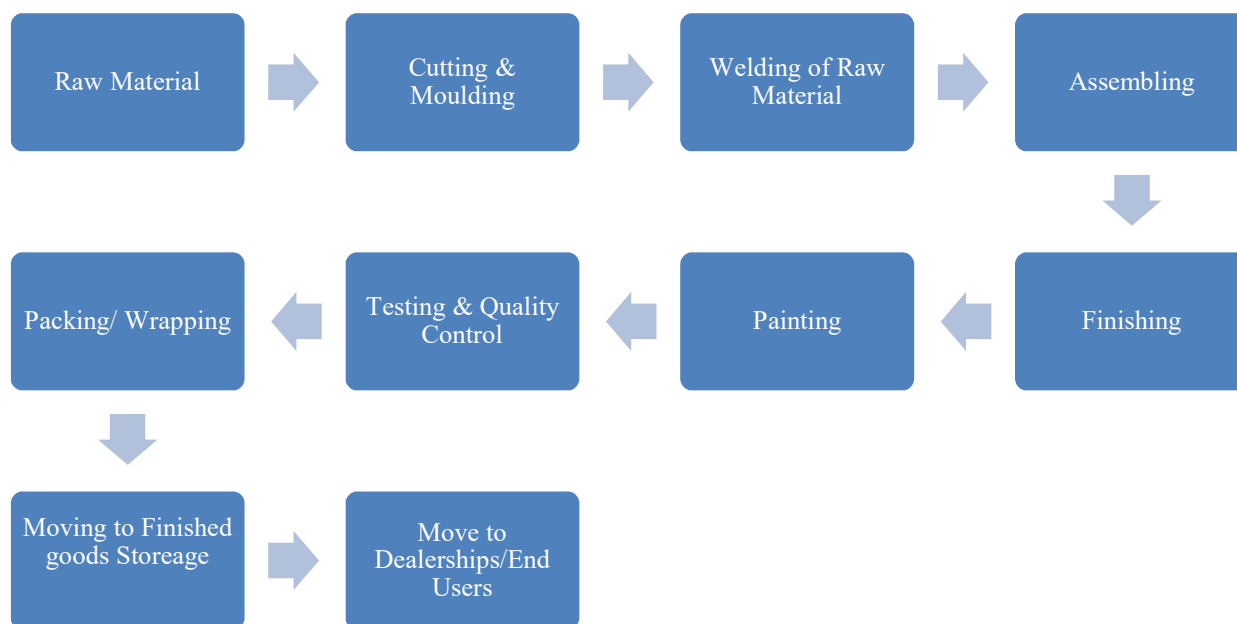 Raw Material
Cutting &
Moulding
Welding of Raw
Material
Assembling
Finishing
Painting
Testing & Quality
Control
Packing/ Wrapping
Moving to Finished
goods Storeage
Move to
Dealerships/End
Users